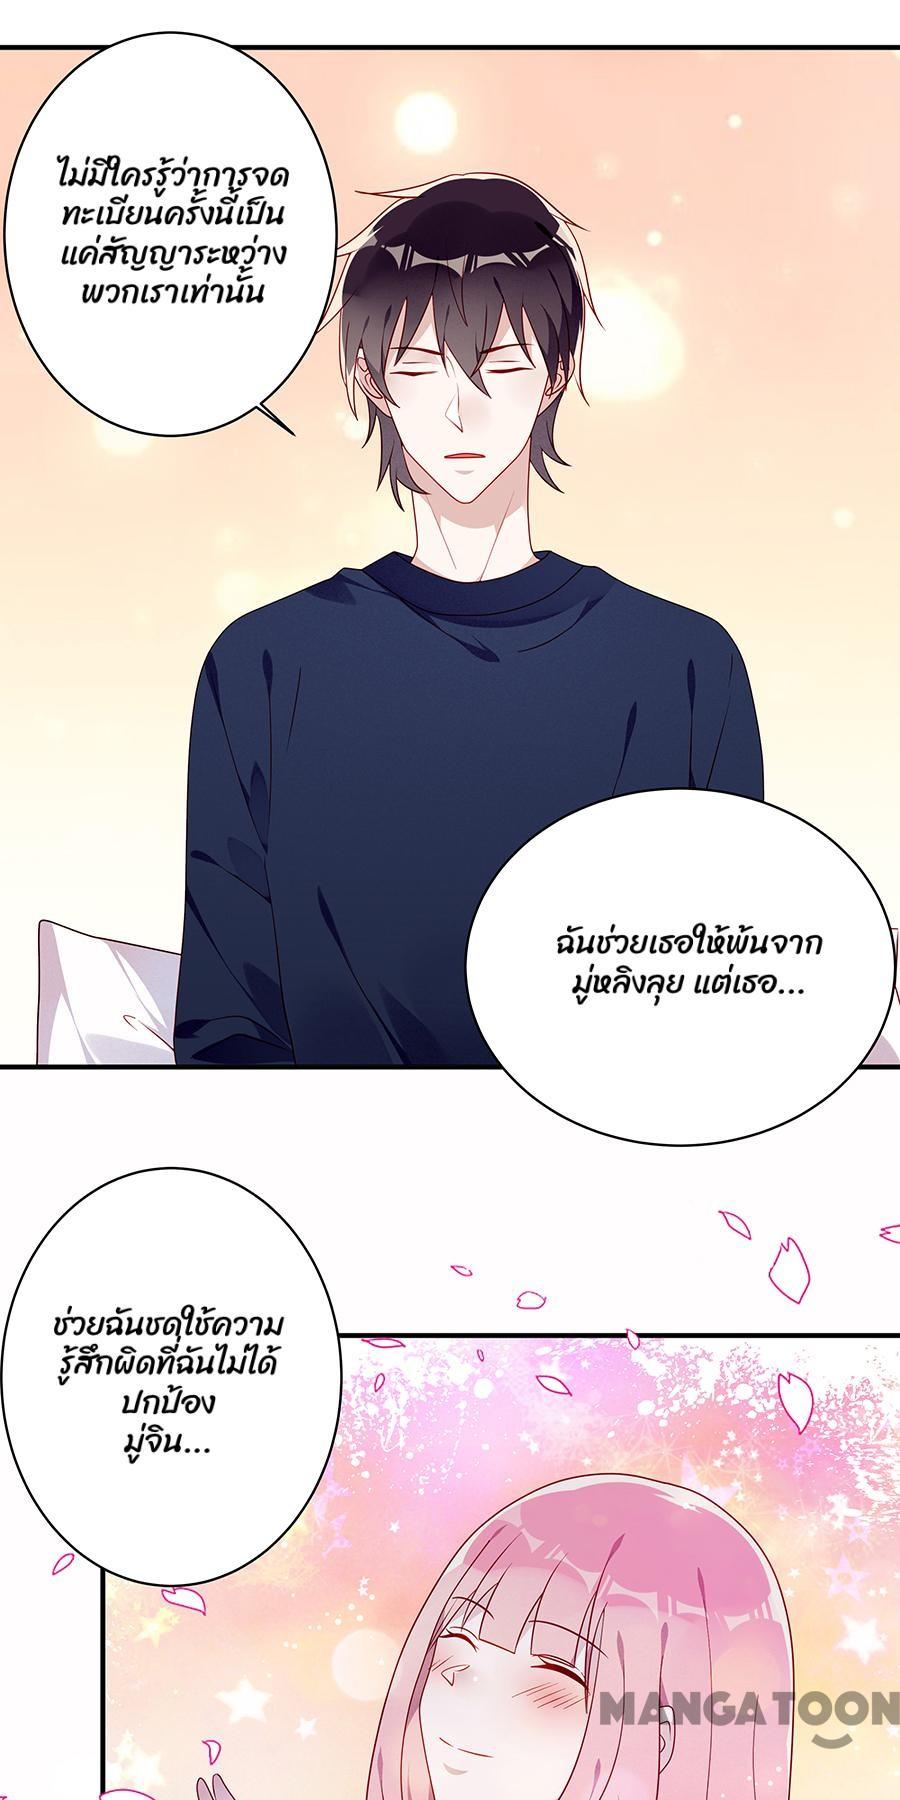 ไม่มีใครรู้ว่าการจด
ทะเบียนครั้งนี้เป็น
แค่สัญญาระหว่าง
พวกเราเท่านั้น
ฉันช่วยเธอให้พ้นจาก
มู่หลิงลุย แต่เธอ...
ช่วยฉันชดใช้ความ
รู้สึกผิดที่ฉันไม่ได้
ปกป้อง
มู่จิน...
MANGATOON